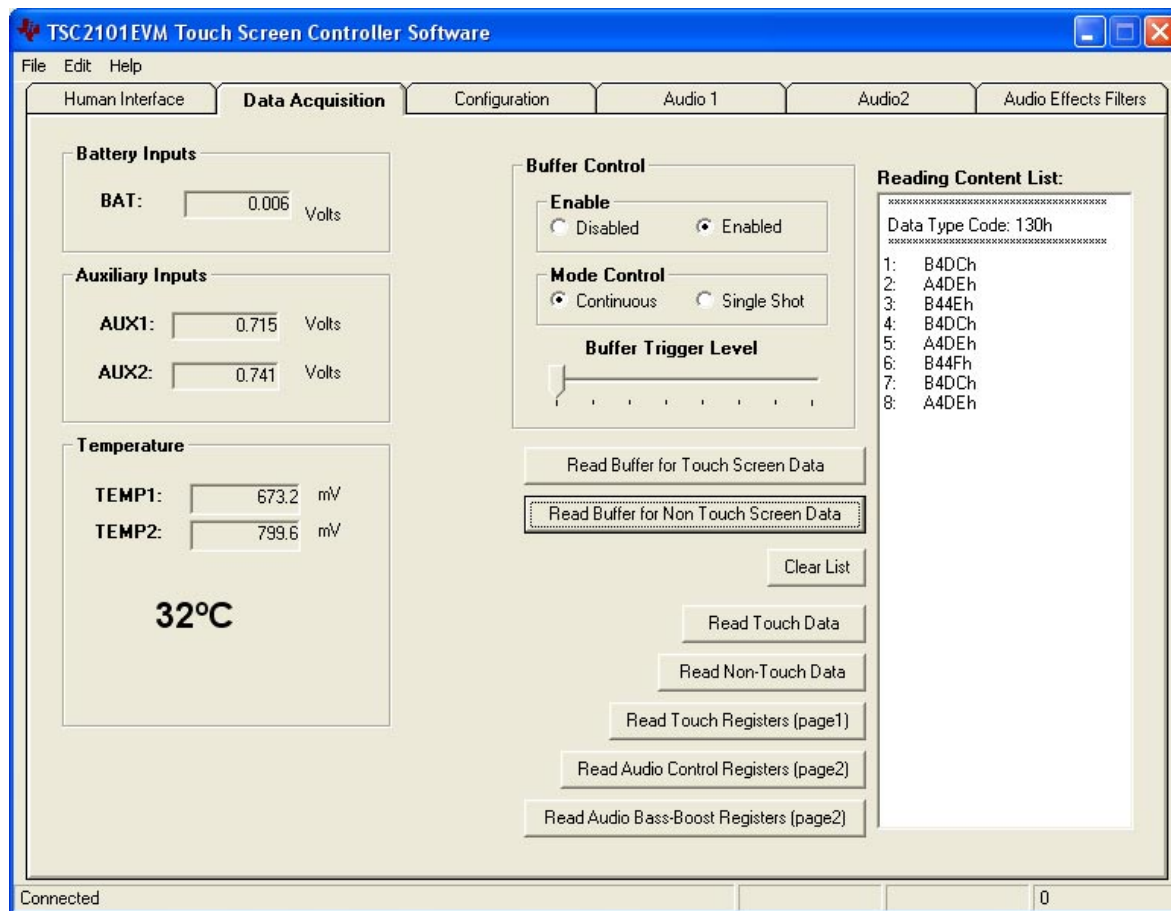 TSC2101EVM Touch Screen Controller Software
File Edit Help
Human Interface Data Acquisition Configuration Audio 1 Audio2 Audio Effects Filters
Battery Inputs
BAT: 0.006 Volts
Auxiliary Inputs
AUX1: 0.715 Volts
AUX2: 0.741 Volts
Temperature
TEMP1: 673.2 mV
TEMP2: 799.6 mV
32ºC
Buffer Control
Enable
Disabled Enabled
Mode Control
Continuous Single Shot
Buffer Trigger Level
Read Buffer for Touch Screen Data
Read Buffer for Non Touch Screen Data
Clear List
Read Touch Data
Read Non-Touch Data
Read Touch Registers (page1)
Read Audio Control Registers (page2)
Read Audio Bass-Boost Registers (page2)
Reading Content List:
************************************
Data Type Code: 130h
************************************
1: B4DCh
2: A4DEh
3: B44Eh
4: B4DCh
5: A4DEh
6: B44Fh
7: B4DCh
8: A4DEh
Connected 0